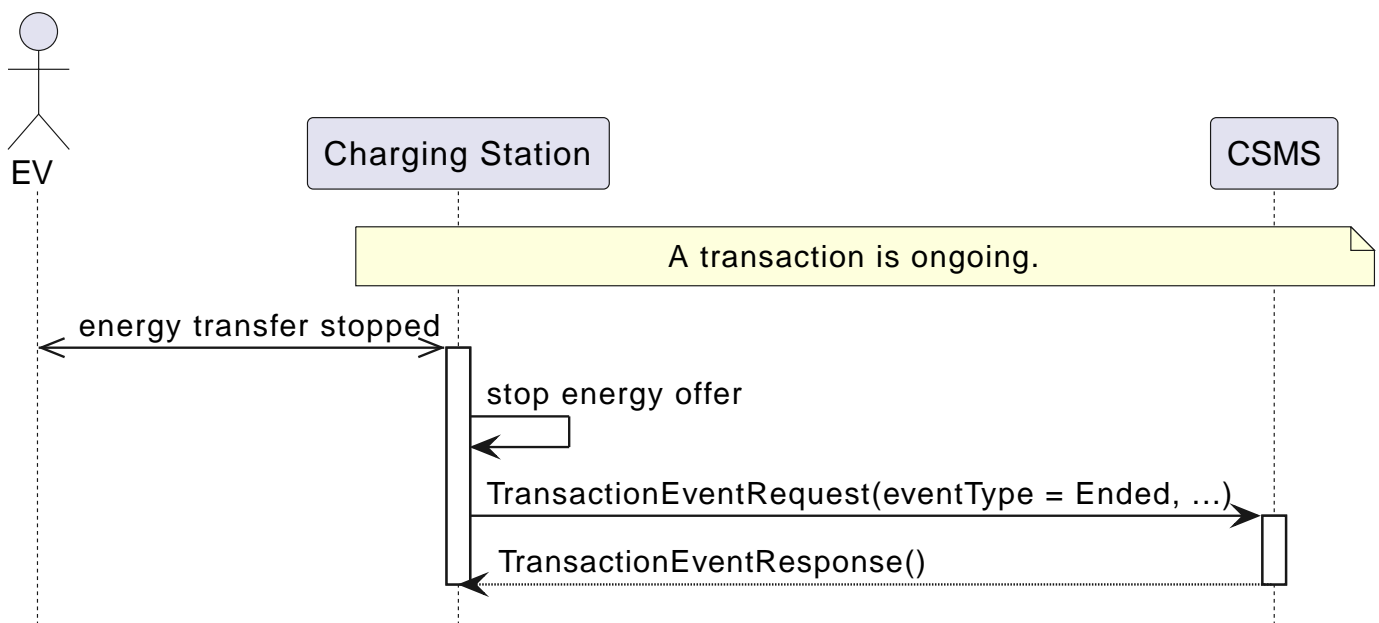 EV
Charging Station
CSMS
A transaction is ongoing.
energy transfer stopped
stop energy offer
TransactionEventRequest(eventType = Ended, ...)
TransactionEventResponse()